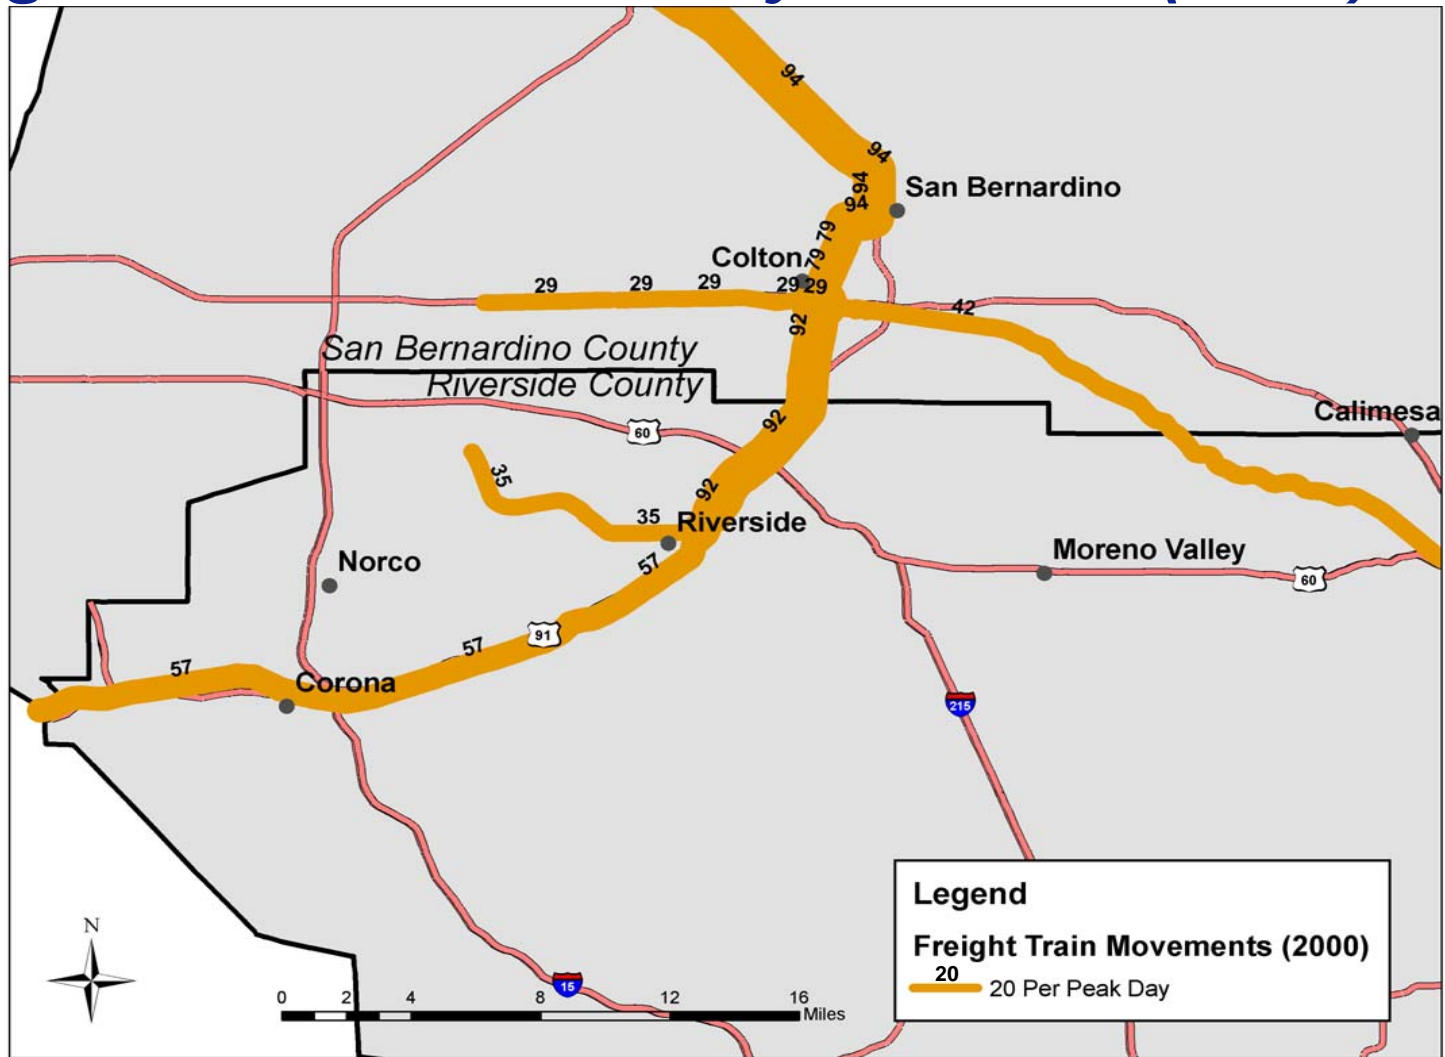 94
94
94
94
San Bernardino
79
79
Colton
29
29
29
29
29
42
92
San Bernardino County
Riverside County
Calimesa
60
92
35
92
35
Riverside
57
Norco
Moreno Valley
60
91
57
57
Corona
215
Legend
Freight Train Movements (2000)
20
20 Per Peak Day
N
15
0 2 4 8 12 16
Miles